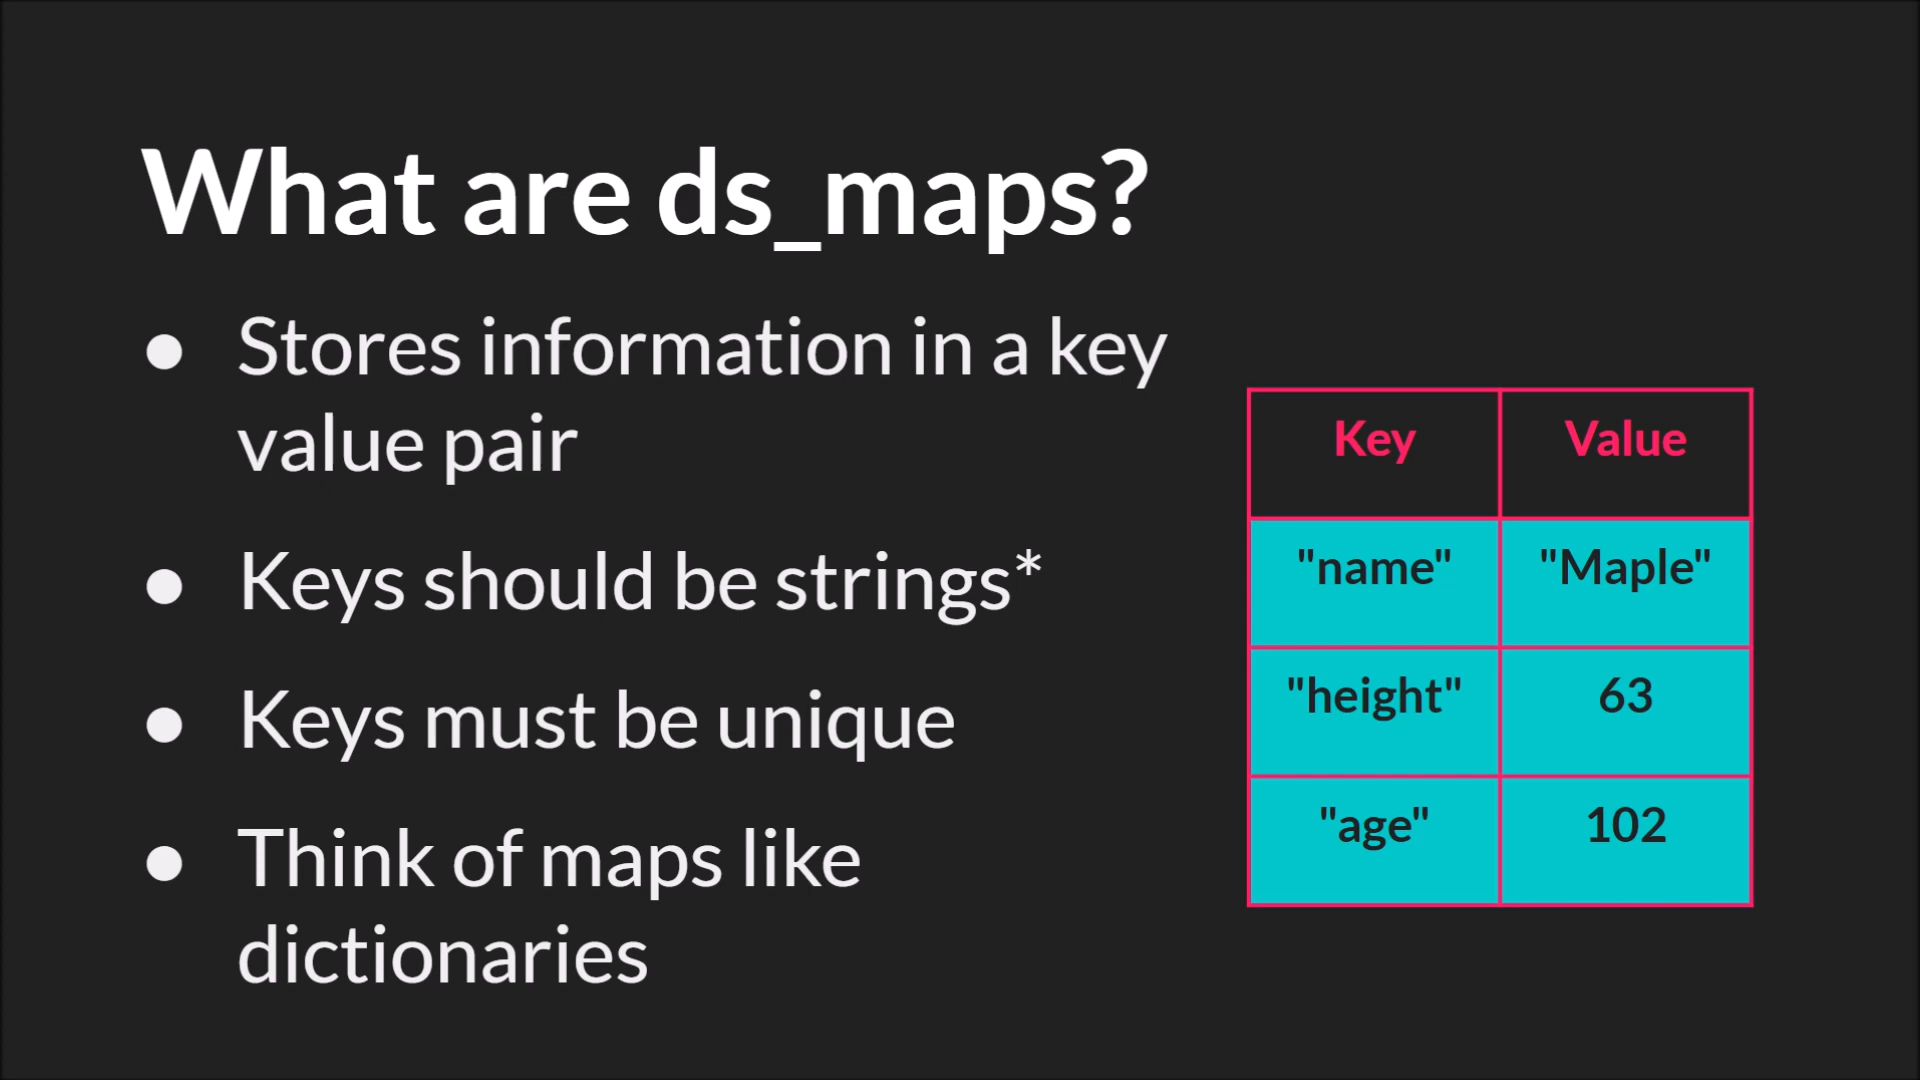 What are ds_maps?
● Stores information in a key
value pair
● Keys should be strings*
● Keys must be unique
● Think of maps like
dictionaries
Key Value
"name" "Maple"
"height" 63
"age" 102